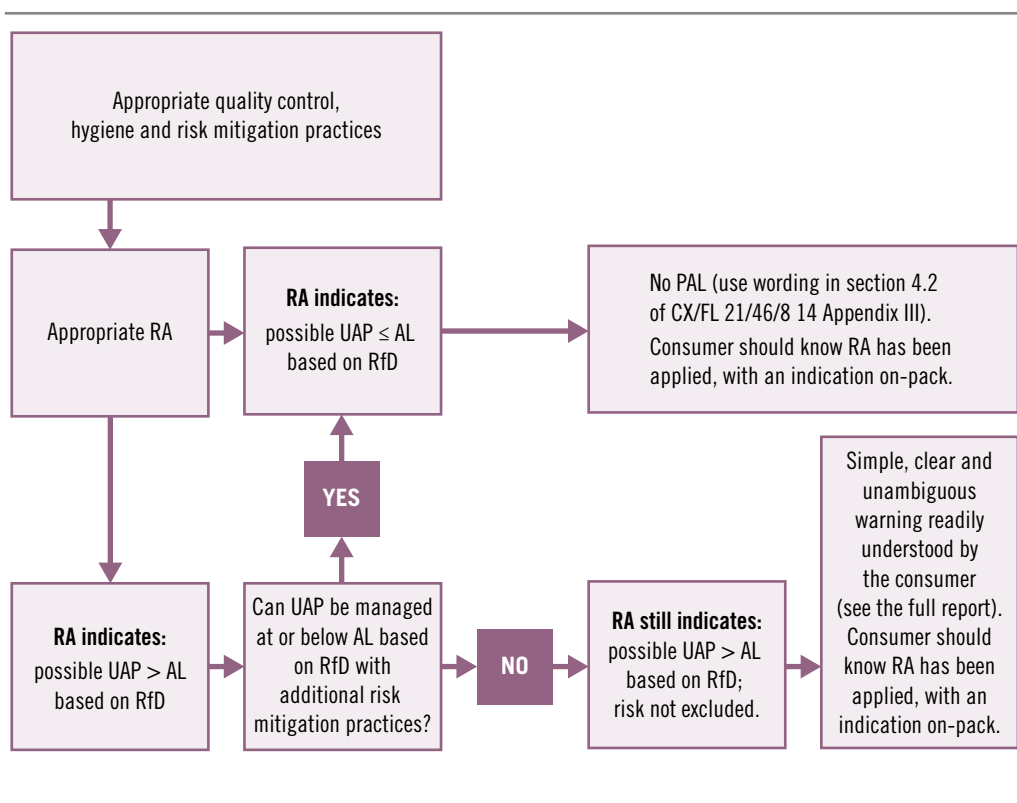 Appropriate quality control,
hygiene and risk mitigation practices
Appropriate RA
RA indicates:
possible UAP ≤ AL
based on RfD
No PAL (use wording in section 4.2
of CX/FL 21/46/8 14 Appendix III).
Consumer should know RA has been
applied, with an indication on-pack.
YES
RA indicates:
possible UAP > AL
based on RfD
Can UAP be managed
at or below AL based
on RfD with
additional risk
mitigation practices?
NO
RA still indicates:
possible UAP > AL
based on RfD;
risk not excluded.
Simple, clear and
unambiguous
warning readily
understood by
the consumer
(see the full report).
Consumer should
know RA has been
applied, with an
indication on-pack.